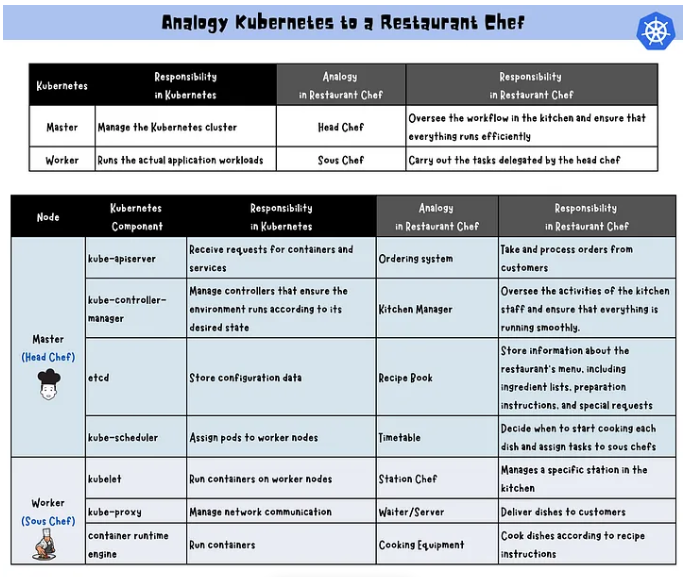 Analogy Kubernetes to a Restaurant Chef
Kubernetes
Responsibility
in Kubernetes
Analogy
in Restaurant Chef
Responsibility
in Restaurant Chef
Master
Manage the Kubernetes cluster
Head Chef
Oversee the workflow in the kitchen and ensure that
everything runs efficiently
Worker
Runs the actual application workloads
Sous Chef
Carry out the tasks delegated by the head chef
Node
Kubernetes
Component
Responsibility
in Kubernetes
Analogy
in Restaurant Chef
Responsibility
in Restaurant Chef
Master
(Head Chef)
kube-apiserver
Receive requests for containers and
services
Ordering system
Take and process orders from
customers
kube-controller-
manager
Manage controllers that ensure the
environment runs according to its
desired state
Kitchen Manager
Oversee the activities of the kitchen
staff and ensure that everything is
running smoothly.
etcd
Store configuration data
Recipe Book
Store information about the
restaurant's menu, including
ingredient lists, preparation
instructions, and special requests
kube-scheduler
Assign pods to worker nodes
Timetable
Decide when to start cooking each
dish and assign tasks to sous chefs
Worker
(Sous Chef)
kubelet
Run containers on worker nodes
Station Chef
Manages a specific station in the
kitchen
kube-proxy
Manage network communication
Waiter/Server
Deliver dishes to customers
container runtime
engine
Run containers
Cooking Equipment
Cook dishes according to recipe
instructions